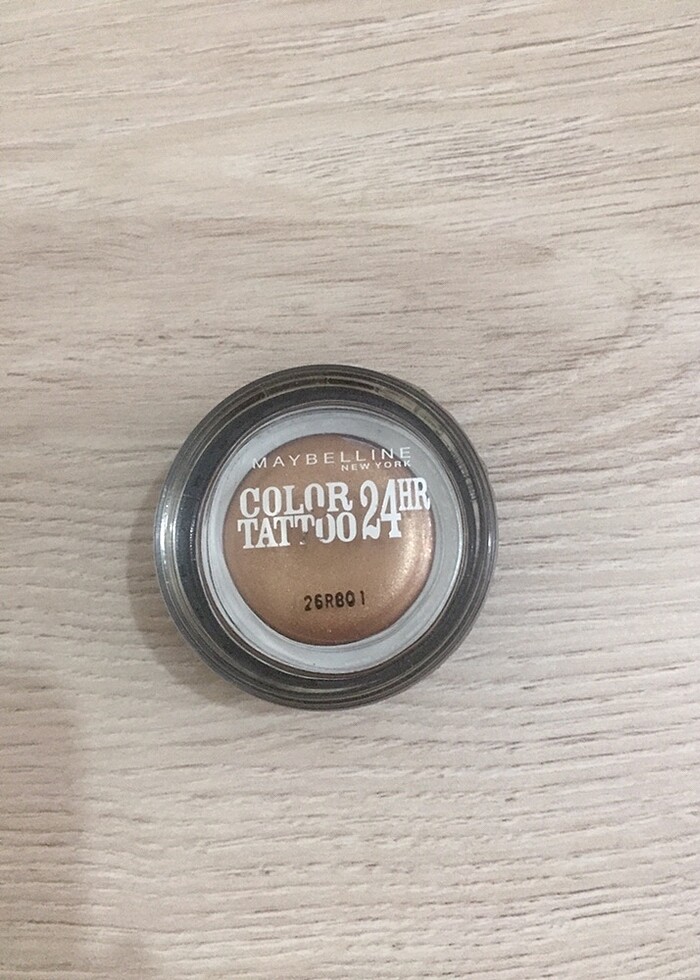 MAYBELLINE
NEW YORK
COLOR
TATTOO 24HR
26R801